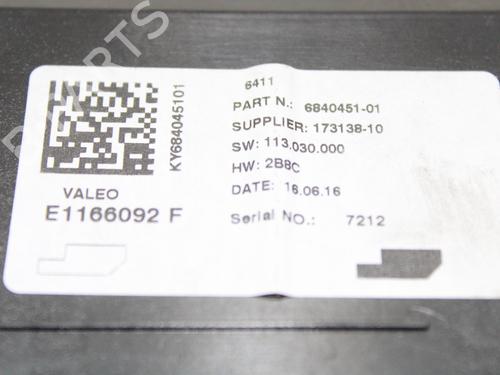 KY684045101
VALEO
E1166092 F
6411
PART N.: 6840451-01
SUPPLIER: 173138-10
SW: 113.030.000
HW: 2B8C
DATE: 16.06.16
Serial NO.: 7212
PARTS